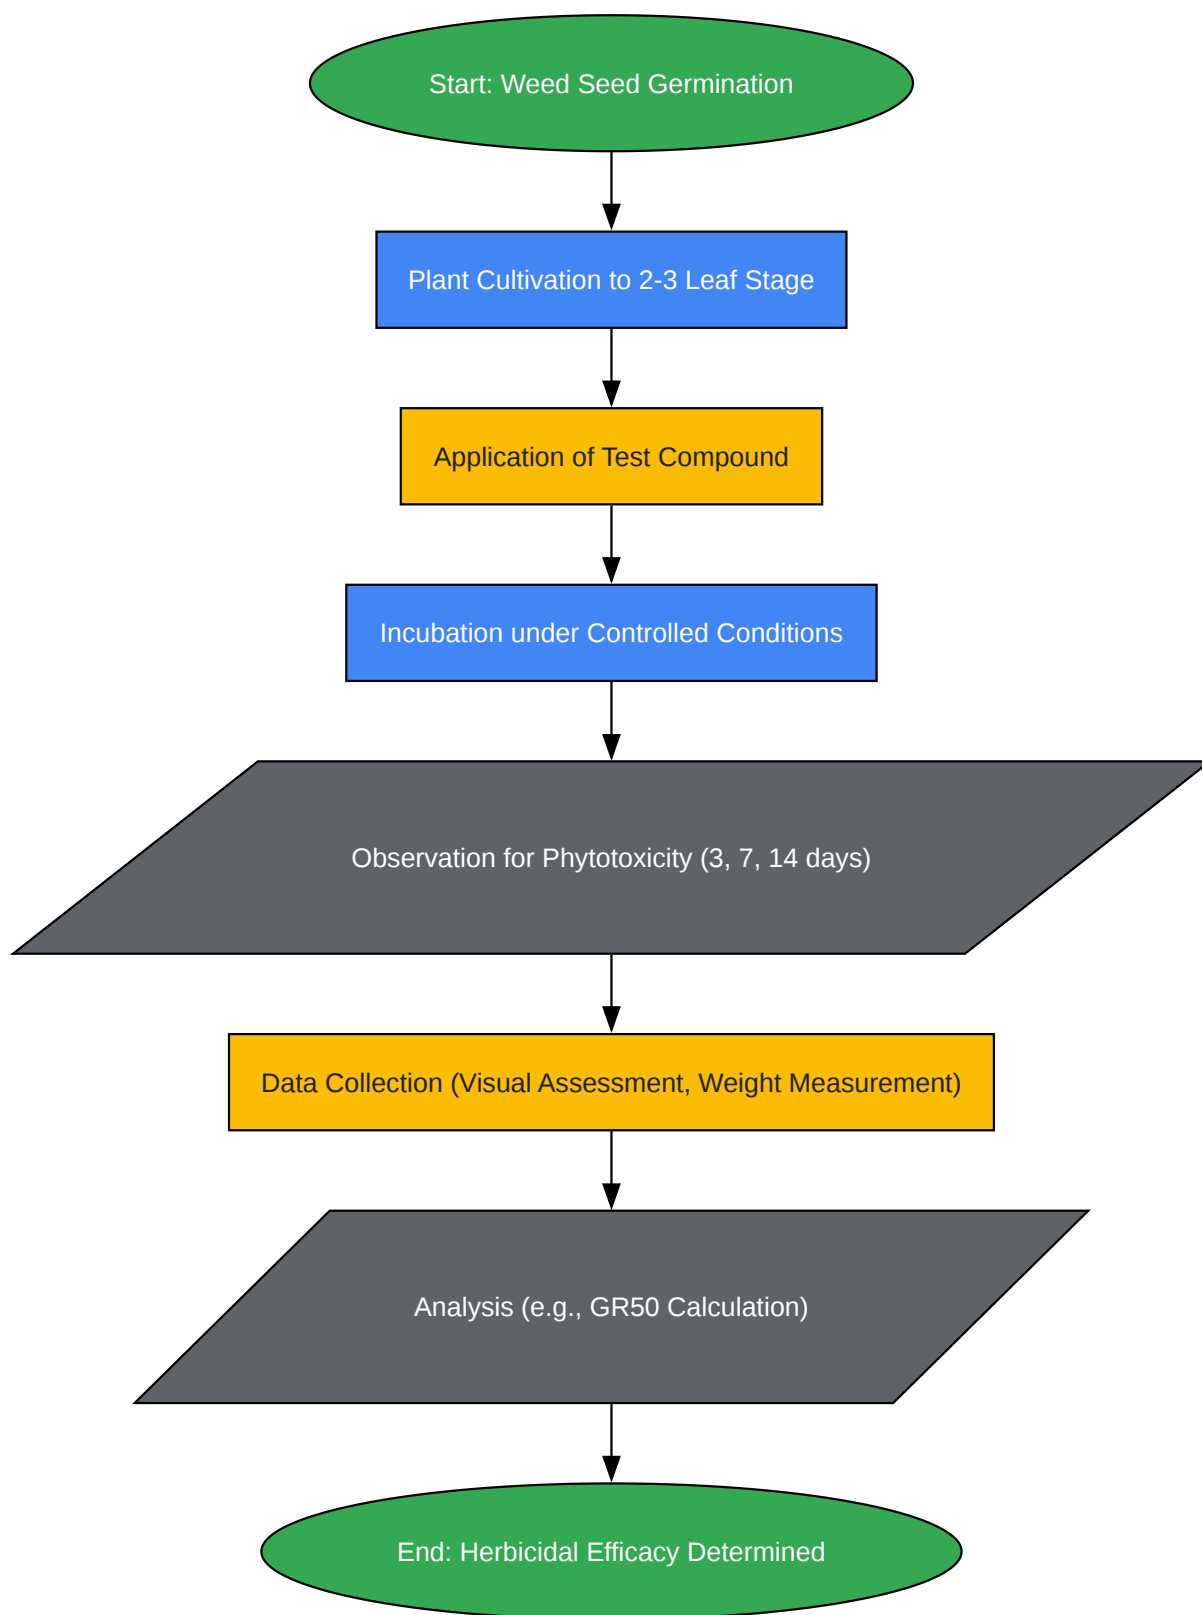 Start: Weed Seed Germination
Plant Cultivation to 2-3 Leaf Stage
Application of Test Compound
Incubation under Controlled Conditions
Observation for Phytotoxicity (3, 7, 14 days)
Data Collection (Visual Assessment, Weight Measurement)
Analysis (e.g., GR50 Calculation)
End: Herbicidal Efficacy Determined